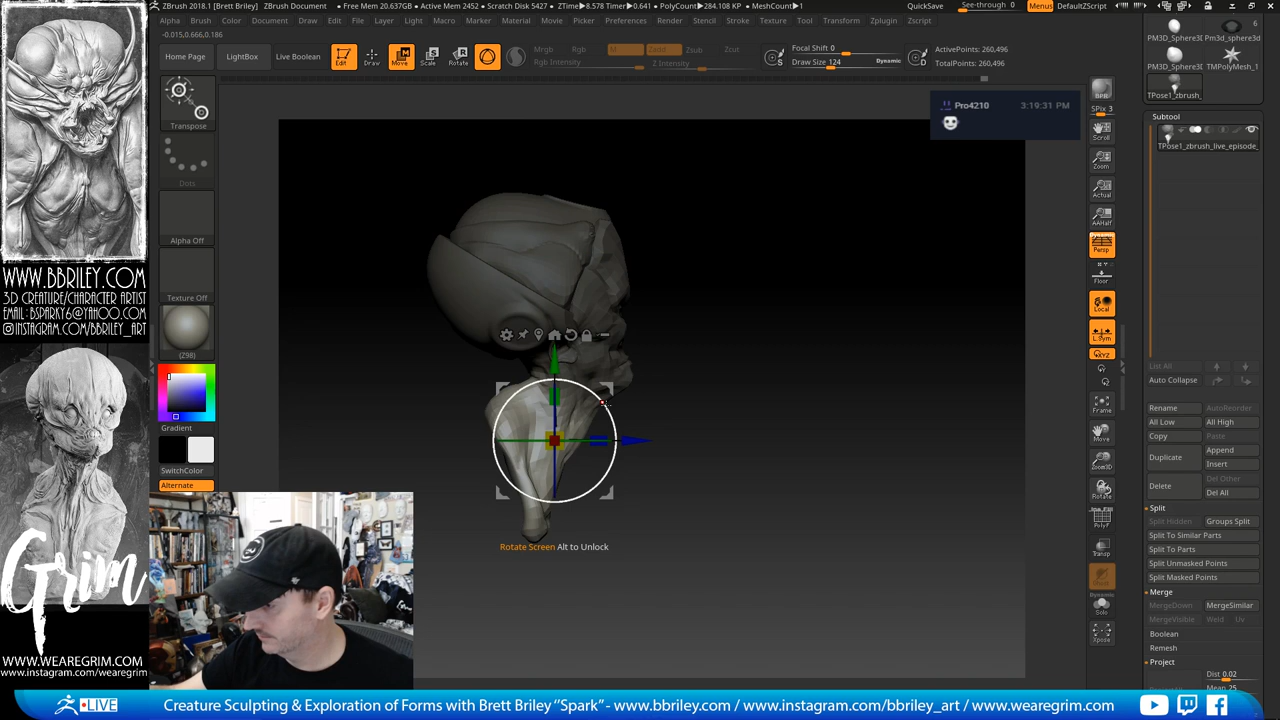 ZBrush 2018.1 [Brett Briley] ZBrush Document • Free Mem 20.637GB • Active Mem 2452 • Scratch Disk 5427 • ZTime▶8.578 Timer▶0.641 • PolyCount▶284.108 KP • MeshCount▶1
QuickSave See-through 0 Menus DefaultZScript
Alpha Brush Color Document Draw Edit File Layer Light Macro Marker Material Movie Picker Preferences Render Stencil Stroke Texture Tool Transform Zplugin Zscript
-0.015,0.666,0.186
Home Page LightBox Live Boolean Edit Draw Move Scale Rotate
Mrgb Rgb M Zadd Zsub Zcut
Rgb Intensity Z Intensity
Focal Shift 0
Draw Size 124 Dynamic
ActivePoints: 260,496
TotalPoints: 260,496
Transpose
Dots
Alpha Off
Texture Off
(Z98)
Gradient
SwitchColor
Alternate
Pro4210 3:19:31 PM
Rotate Screen Alt to Unlock
BPR
SPix 3
Scroll
Zoom
Actual
AAHalf
Persp
Floor
Local
L.Sym
XYZ
Frame
Move
Zoom3D
Rotate
PolyF
Transp
Dynamic
Solo
Xpose
PM3D_Sphere3D Pm3d_sphere3d 6
PM3D_Sphere3D TMPolyMesh_1
TPose1_zbrush_
Subtool
TPose1_zbrush_live_episode_
List All
Auto Collapse
Rename AutoReorder
All Low All High
Copy Paste
Duplicate Append
Insert
Delete Del Other
Del All
Split
Split Hidden Groups Split
Split To Similar Parts
Split To Parts
Split Unmasked Points
Split Masked Points
Merge
MergeDown MergeSimilar
MergeVisible Weld Uv
Boolean
Remesh
Project
Dist 0.02
Mean 25
WWW.BBRILEY.COM
3D CREATURE/CHARACTER ARTIST
EMAIL: BSPARKY6@YAHOO.COM
INSTAGRAM.COM/BBRILEY_ART
Grim
WWW.WEAREGRIM.COM
www.instagram.com/wearegrim
LIVE
Creature Sculpting & Exploration of Forms with Brett Briley "Spark" - www.bbriley.com / www.instagram.com/bbriley_art / www.wearegrim.com